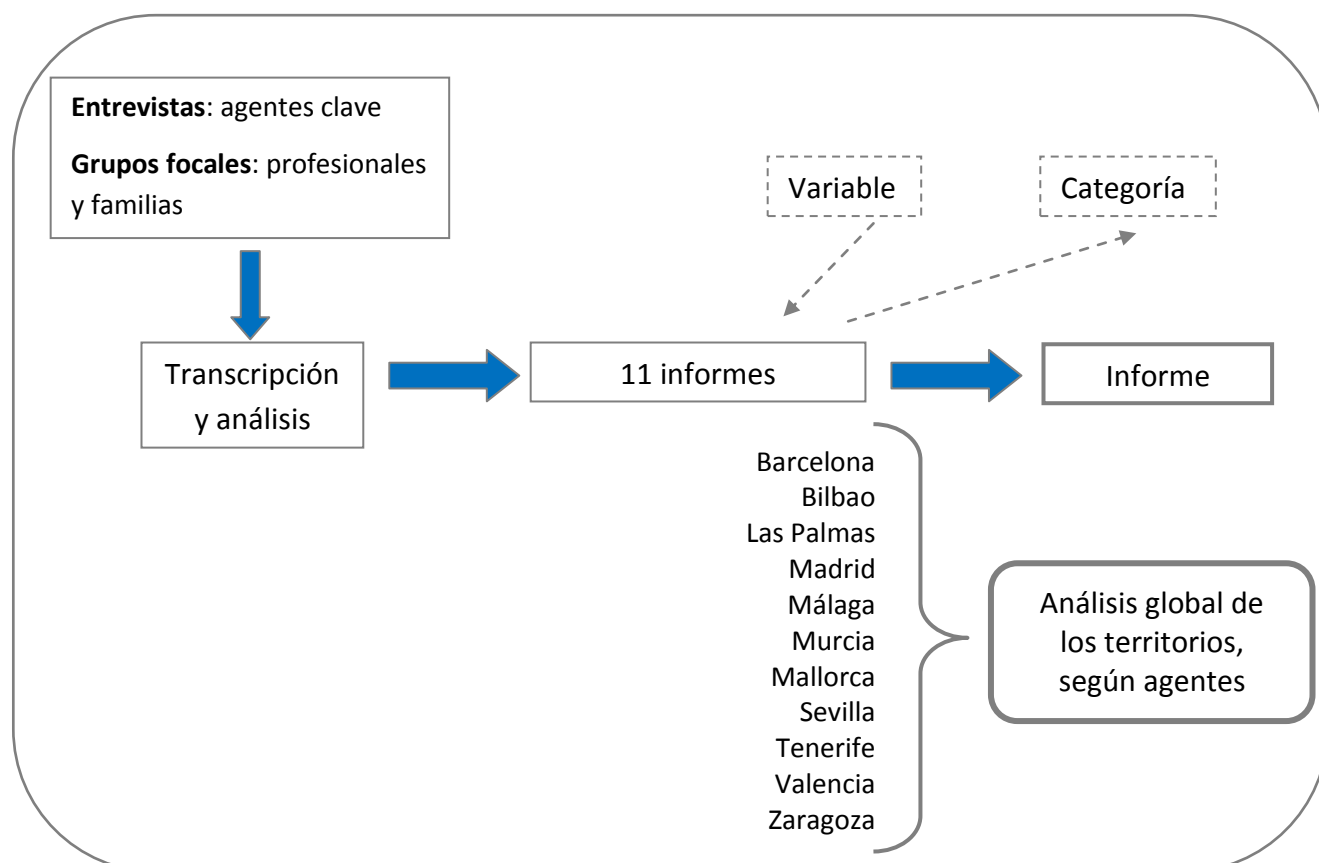 Entrevistas: agentes clave
Grupos focales: profesionales
y familias
Variable
Categoría
Transcripción
y análisis
11 informes
Informe
Barcelona
Bilbao
Las Palmas
Madrid
Málaga
Murcia
Mallorca
Sevilla
Tenerife
Valencia
Zaragoza
Análisis global de
los territorios,
según agentes